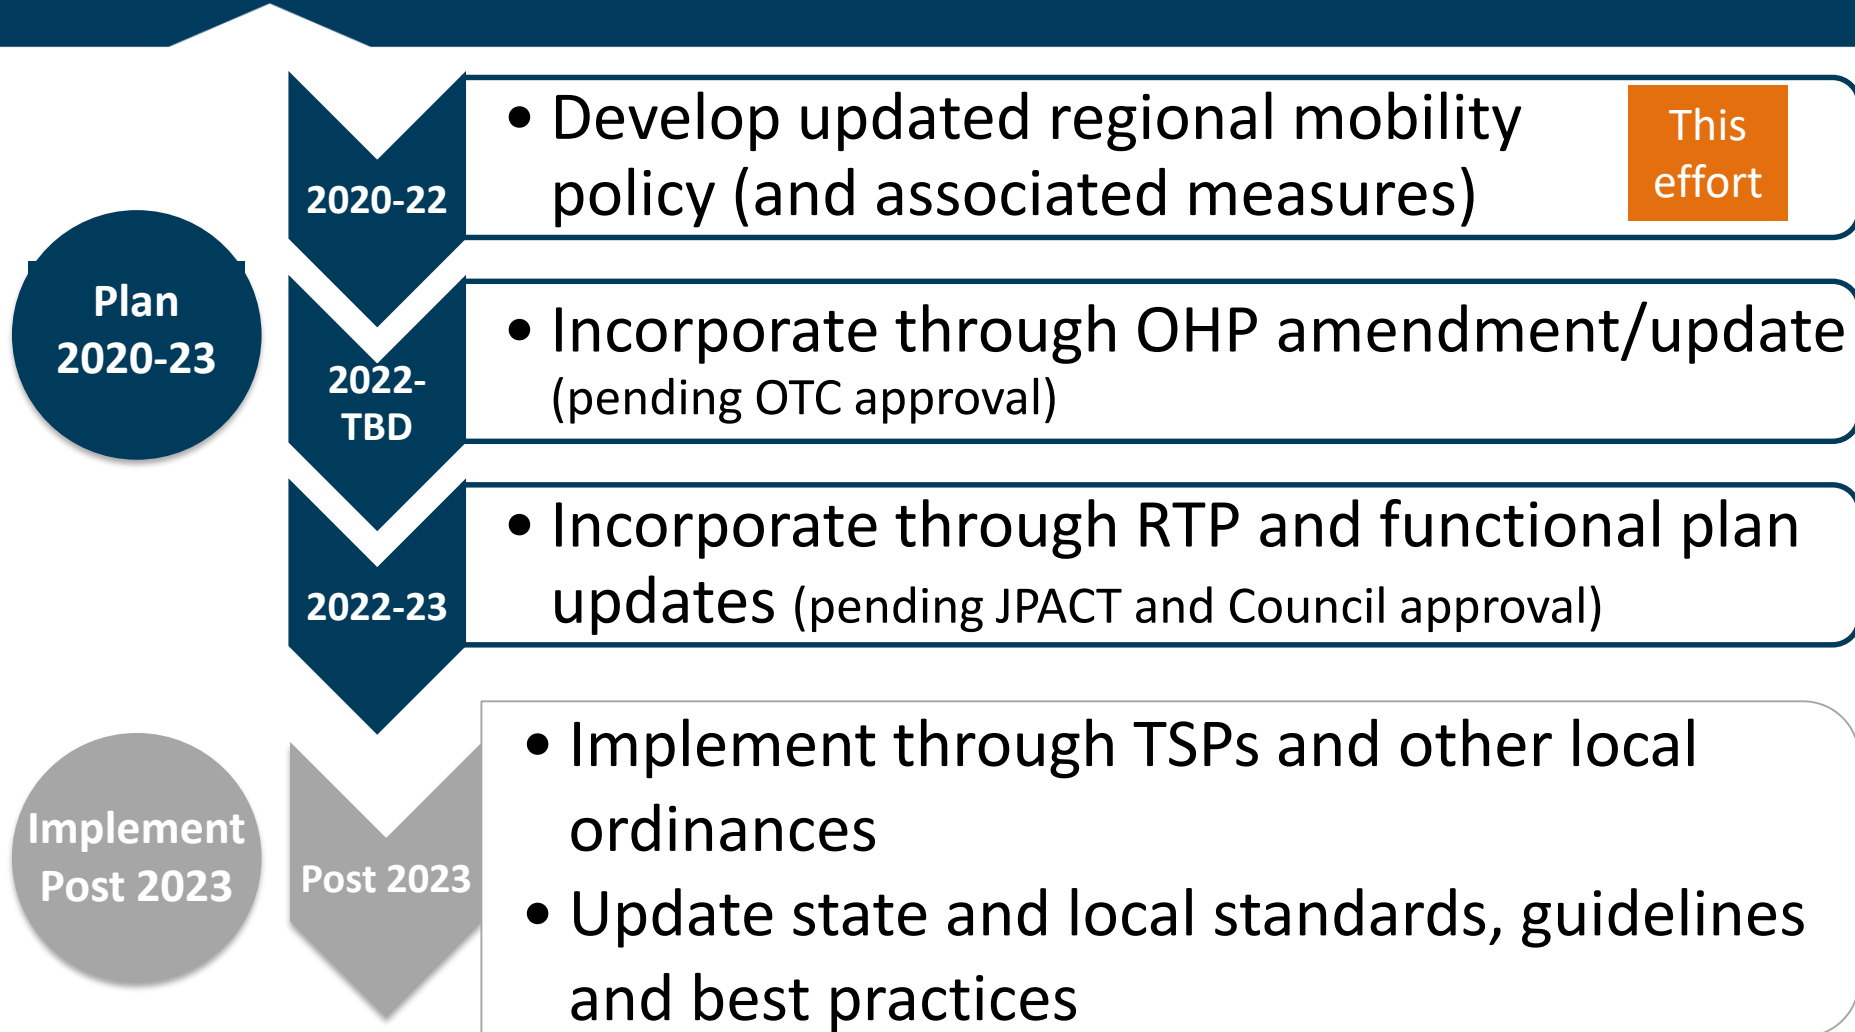 Plan
2020-23
2020-22
• Develop updated regional mobility
policy (and associated measures)
This
effort
2022-
TBD
• Incorporate through OHP amendment/update
(pending OTC approval)
2022-23
• Incorporate through RTP and functional plan
updates (pending JPACT and Council approval)
Implement
Post 2023
Post 2023
• Implement through TSPs and other local
ordinances
• Update state and local standards, guidelines
and best practices